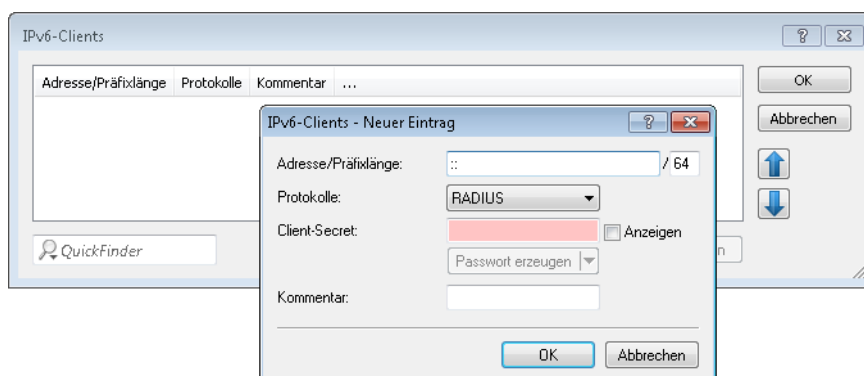 IPv6-Clients
Adresse/Präfixlänge Protokolle Kommentar ...
OK
Abbrechen
QuickFinder
IPv6-Clients - Neuer Eintrag
Adresse/Präfixlänge: :: / 64
Protokolle: RADIUS
Client-Secret: Anzeigen
Passwort erzeugen
Kommentar:
OK Abbrechen